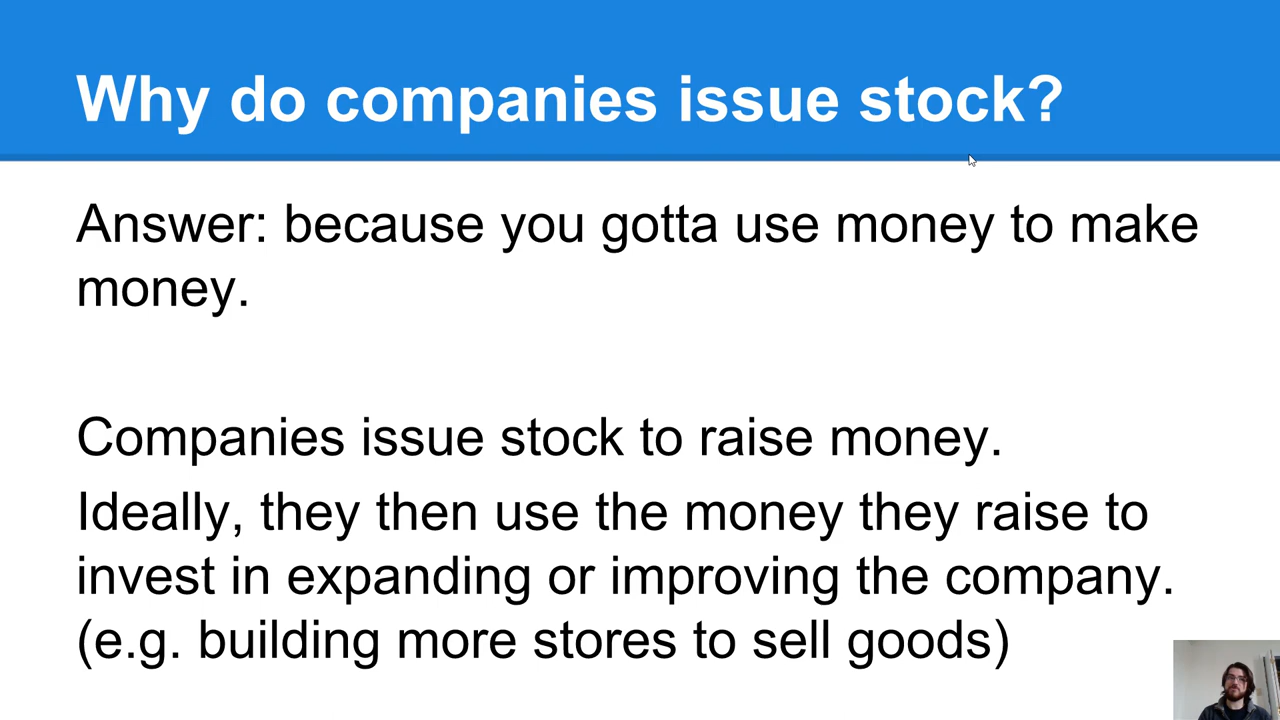 Why do companies issue stock?
Answer: because you gotta use money to make
money.
Companies issue stock to raise money.
Ideally, they then use the money they raise to
invest in expanding or improving the company.
(e.g. building more stores to sell goods)